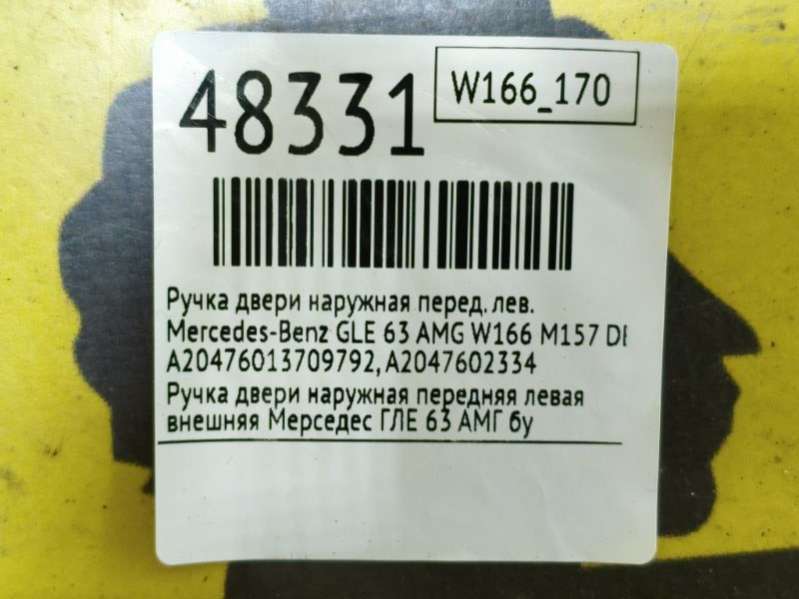 48331
W166_170
Ручка двери наружная перед. лев.
Mercedes-Benz GLE 63 AMG W166 M157 DE
A20476013709792, A2047602334
Ручка двери наружная передняя левая
внешняя Мерседес ГЛЕ 63 АМГ бу